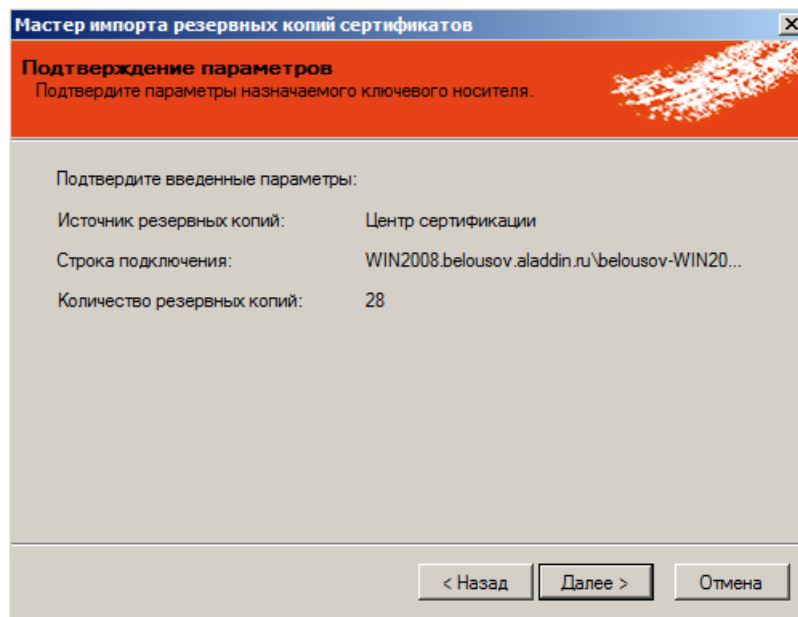 Мастер импорта резервных копий сертификатов
Подтверждение параметров
Подтвердите параметры назначаемого ключевого носителя.
Подтвердите введенные параметры:
Источник резервных копий: Центр сертификации
Строка подключения: WIN2008.belousov.aladdin.ru\belousov-WIN20...
Количество резервных копий: 28
< Назад Далее > Отмена